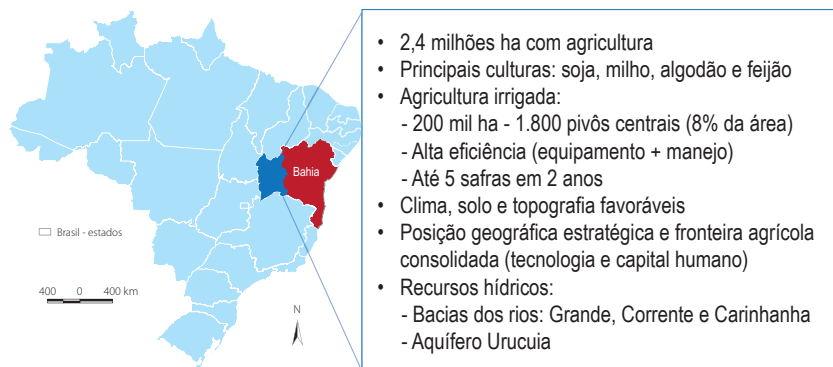 Bahia
Brasil - estados
400 0 400 km
N
• 2,4 milhões ha com agricultura
• Principais culturas: soja, milho, algodão e feijão
• Agricultura irrigada:
- 200 mil ha - 1.800 pivôs centrais (8% da área)
- Alta eficiência (equipamento + manejo)
- Até 5 safras em 2 anos
• Clima, solo e topografia favoráveis
• Posição geográfica estratégica e fronteira agrícola
consolidada (tecnologia e capital humano)
• Recursos hídricos:
- Bacias dos rios: Grande, Corrente e Carinhanha
- Aquífero Urucuia